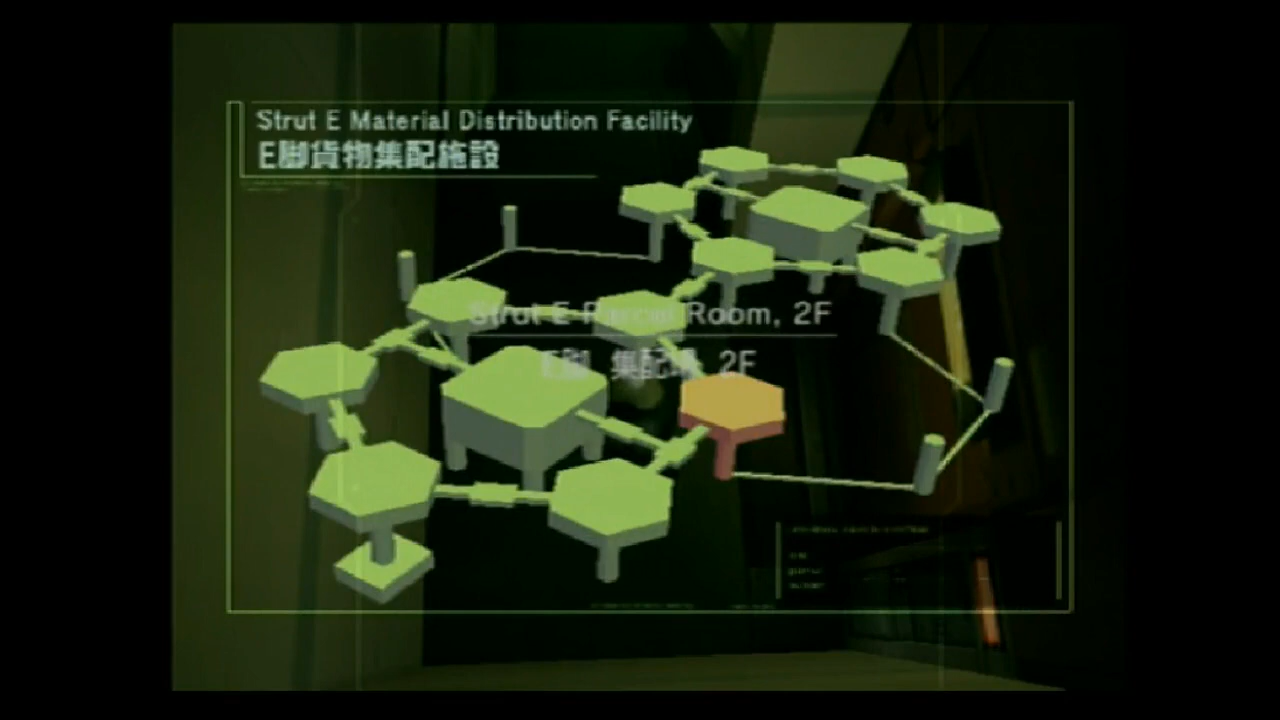 Strut E Material Distribution Facility
E脚貨物集配施設
Strut E Parcel Room, 2F
E脚 集配場 2F